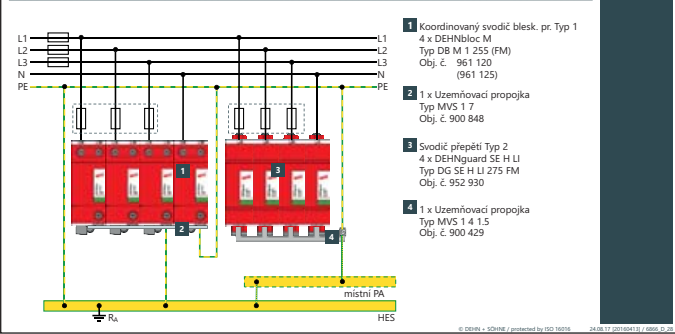 L1
L2
L3
N
PE
L1
L2
L3
N
PE
1
2
3
4
místní PA
HES
RA
1 Koordinovaný svodič blesk. pr. Typ 1
4 x DEHNbloc M
Typ DB M 1 255 (FM)
Obj. č. 961 120
(961 125)
2 1 x Uzemňovací propojka
Typ MVS 1 7
Obj. č. 900 848
3 Svodič přepětí Typ 2
4 x DEHNguard SE H LI
Typ DG SE H LI 275 FM
Obj. č. 952 930
4 1 x Uzemňovací propojka
Typ MVS 1 4 1.5
Obj. č. 900 429
© DEHN + SÖHNE / protected by ISO 16016 24.08.17 [20160413] / 6866_D_28